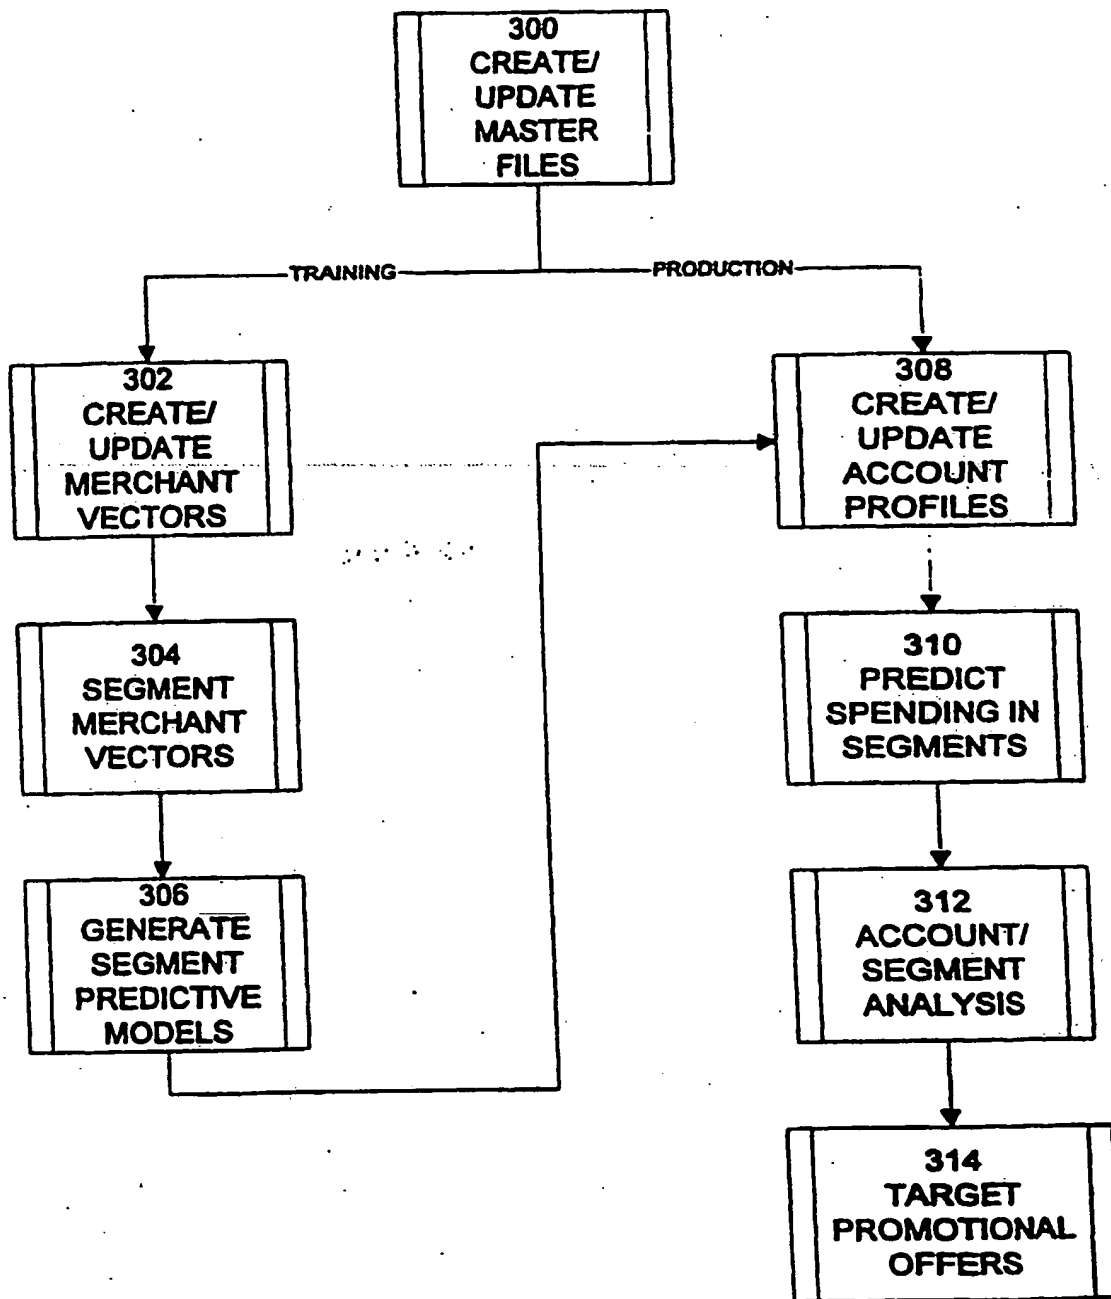 300
CREATE/
UPDATE
MASTER
FILES
TRAINING
PRODUCTION
302
CREATE/
UPDATE
MERCHANT
VECTORS
308
CREATE/
UPDATE
ACCOUNT
PROFILES
304
SEGMENT
MERCHANT
VECTORS
310
PREDICT
SPENDING IN
SEGMENTS
306
GENERATE
SEGMENT
PREDICTIVE
MODELS
312
ACCOUNT/
SEGMENT
ANALYSIS
314
TARGET
PROMOTIONAL
OFFERS